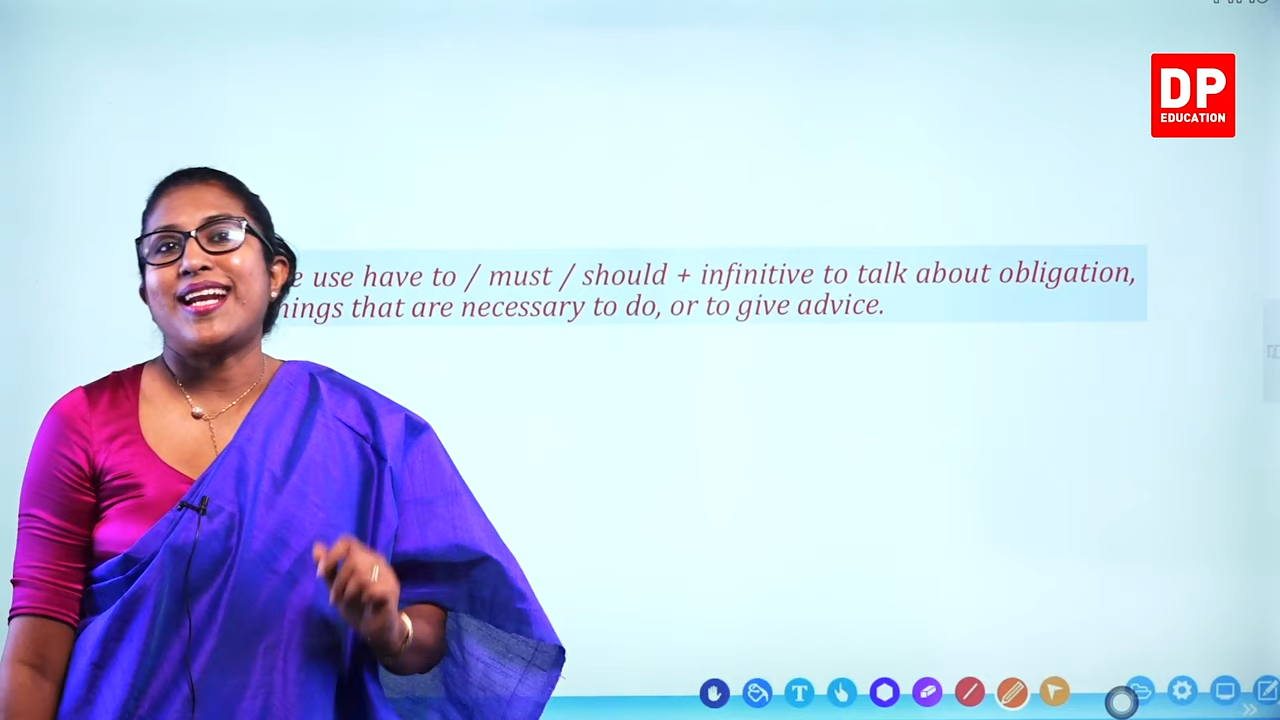 DP
EDUCATION
use have to / must / should + infinitive to talk about obligation,
that are necessary to do, or to give advice.
T